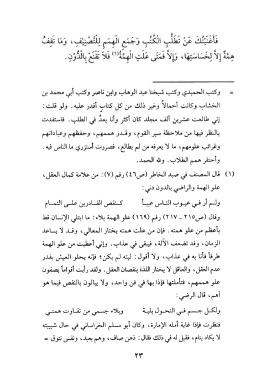 فَأَغْنَيْتُكَ عَنْ تَطَلُّبِ الكُتُبِ وَجَمْعِ الهِمَمِ لِلتَّصْنِيفِ، وَمَا تَقِفُ
هِمَّةٌ إِلَّا لِخَسَاسَتِهَا، وَإِلَّا فَمَتَى عَلَتِ الهِمَّةُ(١) فَلَا تَقْنَعْ بِالدُّونِ.
= وكتب الحميدي وكتب شيخنا عبد الوهاب وابن ناصر وكتب أبي محمد بن
الخشاب وكانت أحمالاً وغير ذلك من كل كتاب أقدر عليه. ولو قلت:
إني طالعت عشرين ألف مجلد كان أكثر وأنا بعدُ في الطلب. فاستفدت
بالنظر فيها من ملاحظة سير القوم، وقدر هممهم، وحفظهم وعباداتهم
وغرائب علومهم، ما لا يعرفه من لم يطالع، فصرت أستزري ما الناس فيه.
وأحتقر همم الطلاب. ولله الحمد.
(١) قال المصنف في صيد الخاطر (ص٤٦) رقم (٧): من علامة كمال العقل،
علو الهمة والراضي بالدون دني:
ولم أر في عيوب الناس عيباً كنقص القادرين على التمام
وقال (ص٢١٥ - ٢١٧) رقم (١٦٩) علو الهمة بلاء: ما ابتلي الإنسان قط
بأعظم من علو همته. فإن من علت همته يختار المعالي، وقد لا يساعد
الزمان، وقد تضعف الآلة، فيبقى في عذاب. وإني أعطيت من علو الهمة
طرفاً فأنا به في عذاب، ولا أقول: ليته لم يكن؛ فإنه يحلو العيش بقدر
عدم العقل، والعاقل لا يختار اللذة بنقصان العقل. ولقد رأيت أقواماً يصفون
علو هممهم، فتأملتها فإذا بها في فن واحد، ولا يبالون بالنقص فيما هو
أهم، قال الرضي:
ولكل جسم في النحول بلية وبلاء جسمي من تفاوت همتي
فنظرت فإذا غاية أمله الإمارة، وكان أبو مسلم الخراساني في حال شبيبته
لا يكاد ينام، فقيل له في ذلك فقال: ذهن صاف، وهم بعيد، ونفس تتوق =
٢٣